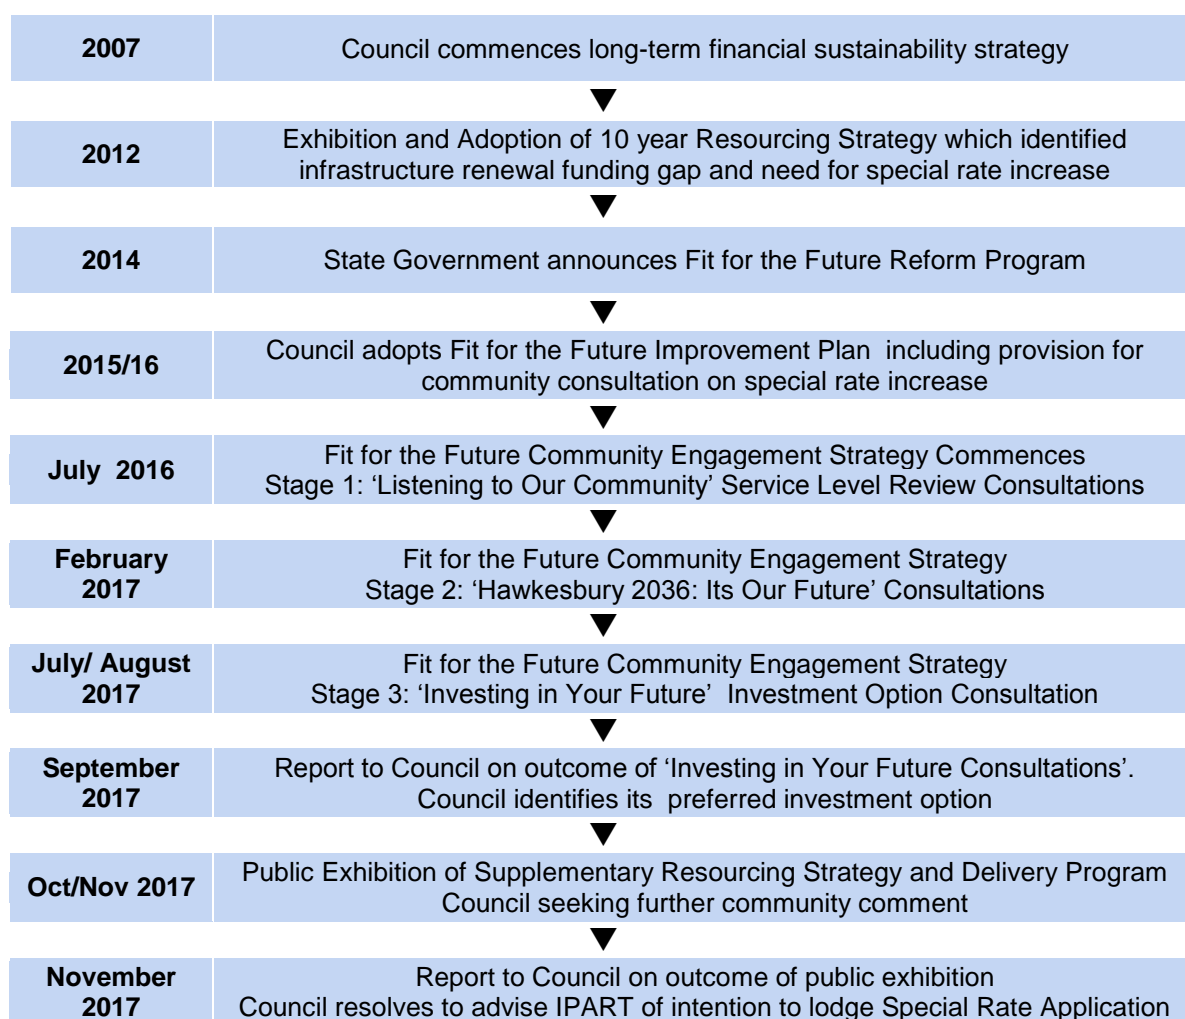 2007
Council commences long-term financial sustainability strategy
2012
Exhibition and Adoption of 10 year Resourcing Strategy which identified
infrastructure renewal funding gap and need for special rate increase
2014
State Government announces Fit for the Future Reform Program
2015/16
Council adopts Fit for the Future Improvement Plan including provision for
community consultation on special rate increase
July 2016
Fit for the Future Community Engagement Strategy Commences
Stage 1: ‘Listening to Our Community’ Service Level Review Consultations
February
2017
Fit for the Future Community Engagement Strategy
Stage 2: ‘Hawkesbury 2036: Its Our Future’ Consultations
July/ August
2017
Fit for the Future Community Engagement Strategy
Stage 3: ‘Investing in Your Future’ Investment Option Consultation
September
2017
Report to Council on outcome of ‘Investing in Your Future Consultations’.
Council identifies its preferred investment option
Oct/Nov 2017
Public Exhibition of Supplementary Resourcing Strategy and Delivery Program
Council seeking further community comment
November
2017
Report to Council on outcome of public exhibition
Council resolves to advise IPART of intention to lodge Special Rate Application